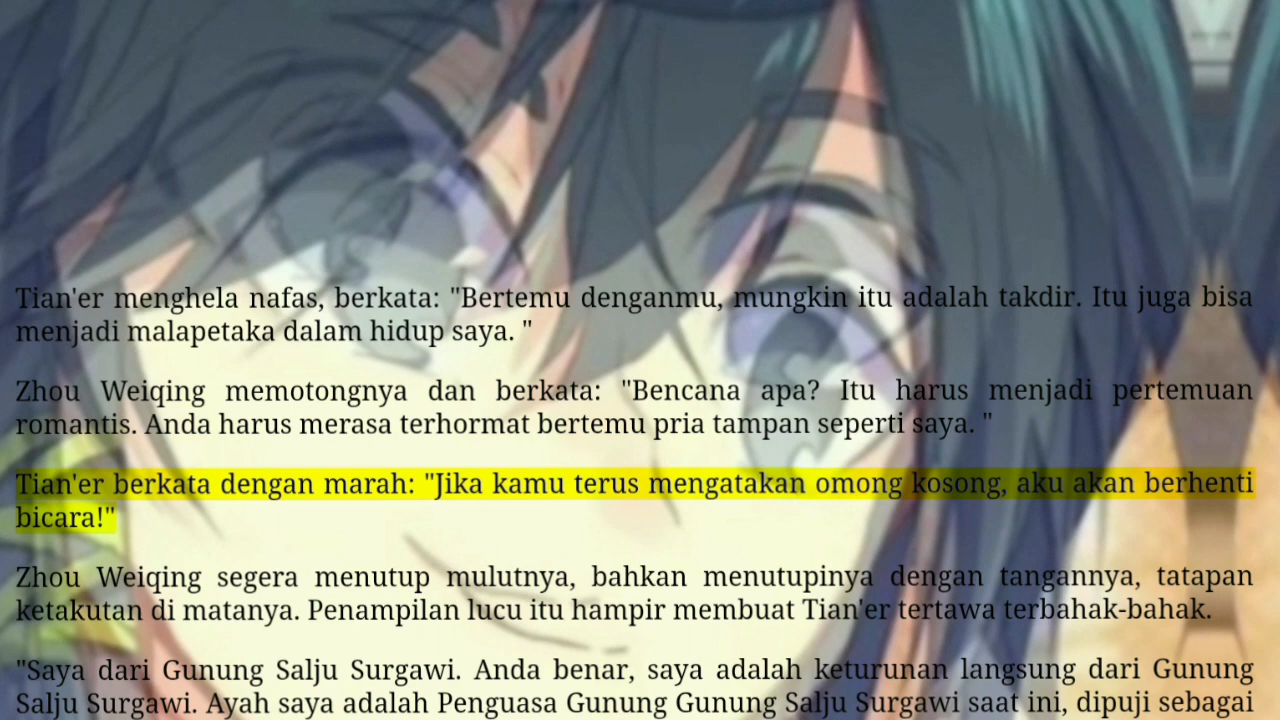 Tian'er menghela nafas, berkata: "Bertemu denganmu, mungkin itu adalah takdir. Itu juga bisa
menjadi malapetaka dalam hidup saya. "
Zhou Weiqing memotongnya dan berkata: "Bencana apa? Itu harus menjadi pertemuan
romantis. Anda harus merasa terhormat bertemu pria tampan seperti saya. "
Tian'er berkata dengan marah: "Jika kamu terus mengatakan omong kosong, aku akan berhenti
bicara!"
Zhou Weiqing segera menutup mulutnya, bahkan menutupinya dengan tangannya, tatapan
ketakutan di matanya. Penampilan lucu itu hampir membuat Tian'er tertawa terbahak-bahak.
"Saya dari Gunung Salju Surgawi. Anda benar, saya adalah keturunan langsung dari Gunung
Salju Surgawi. Ayah saya adalah Penguasa Gunung Gunung Salju Surgawi saat ini, dipuji sebagai